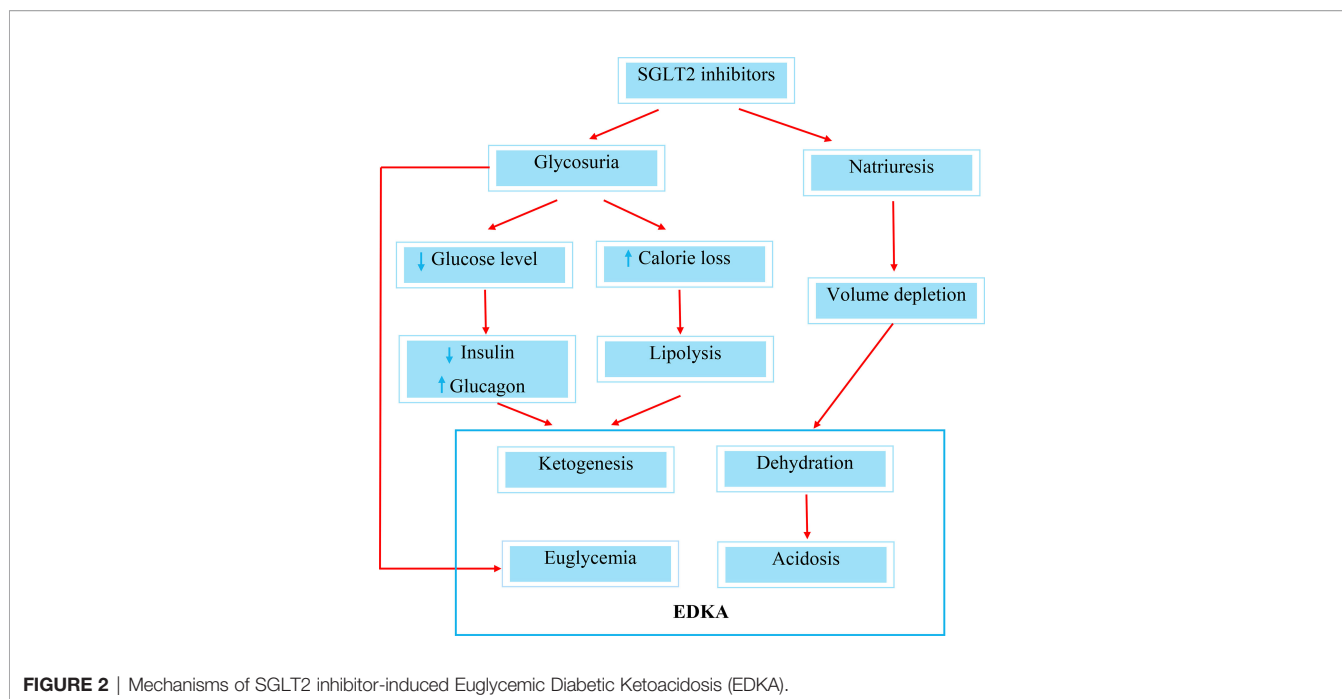 SGLT2 inhibitors
Glycosuria
Natriuresis
↓ Glucose level
↑ Calorie loss
Volume depletion
↓ Insulin
↑ Glucagon
Lipolysis
Ketogenesis
Dehydration
Euglycemia
Acidosis
EDKA
FIGURE 2 | Mechanisms of SGLT2 inhibitor-induced Euglycemic Diabetic Ketoacidosis (EDKA).